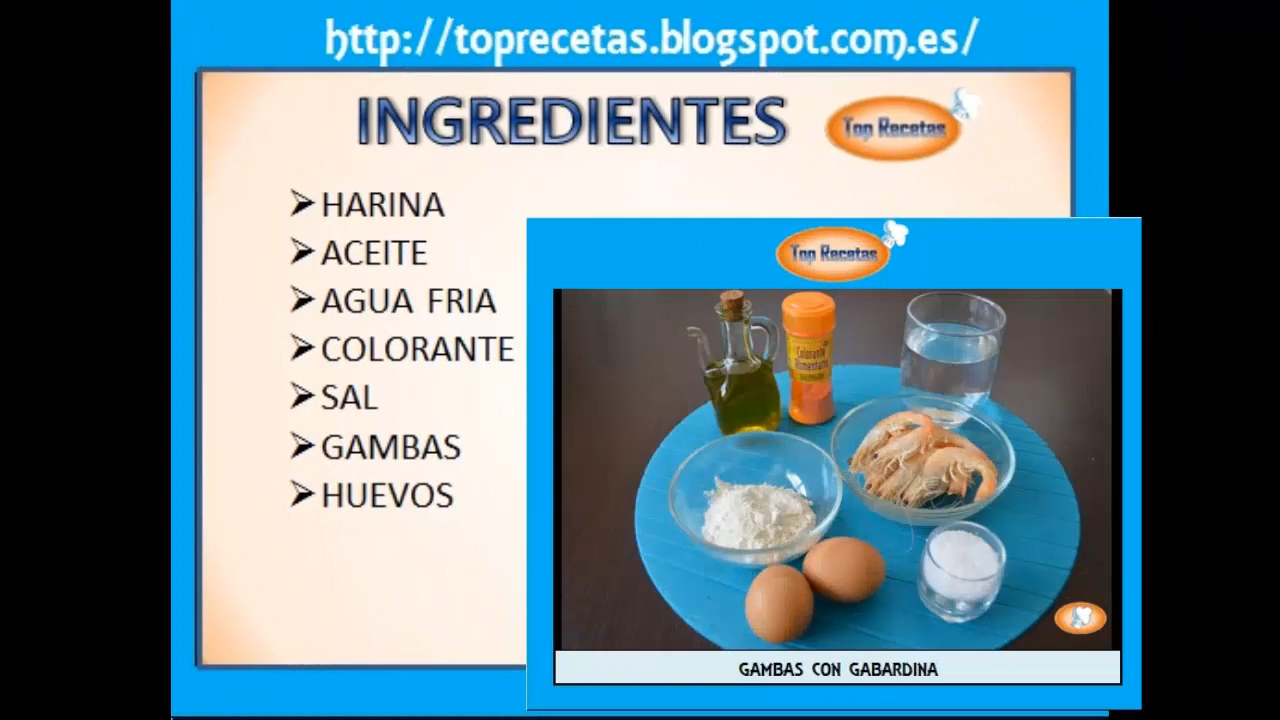 http://toprecetas.blogspot.com.es/
INGREDIENTES
Top Recetas
➢HARINA
➢ACEITE
➢AGUA FRIA
➢COLORANTE
➢SAL
➢GAMBAS
➢HUEVOS
Top Recetas
Colorante
Alimentario
GAMBAS CON GABARDINA